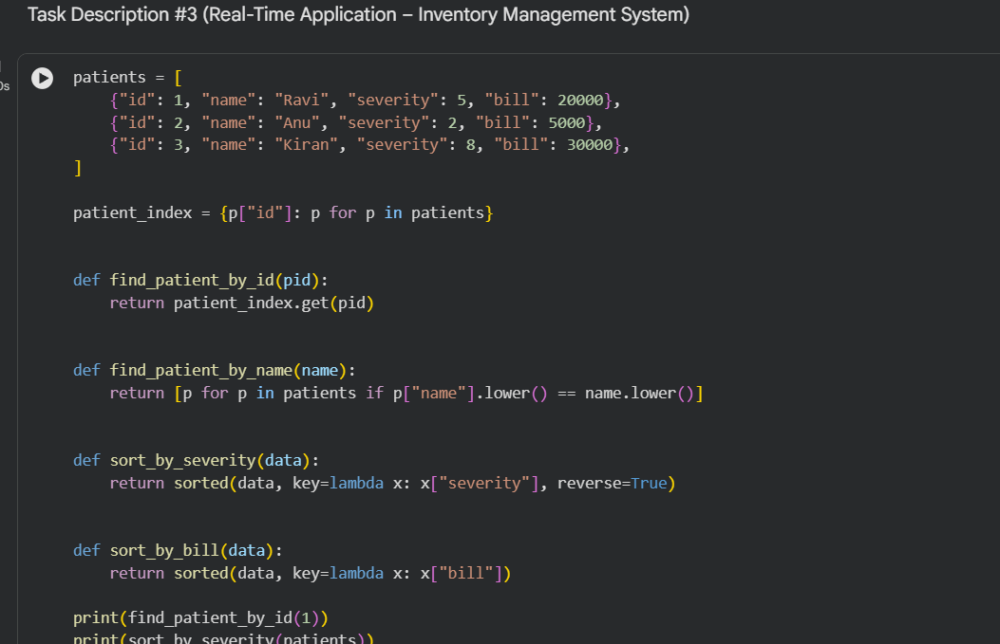 Task Description #3 (Real-Time Application – Inventory Management System)
patients = [
    {"id": 1, "name": "Ravi", "severity": 5, "bill": 20000},
    {"id": 2, "name": "Anu", "severity": 2, "bill": 5000},
    {"id": 3, "name": "Kiran", "severity": 8, "bill": 30000},
]
patient_index = {p["id"]: p for p in patients}
def find_patient_by_id(pid):
    return patient_index.get(pid)
def find_patient_by_name(name):
    return [p for p in patients if p["name"].lower() == name.lower()]
def sort_by_severity(data):
    return sorted(data, key=lambda x: x["severity"], reverse=True)
def sort_by_bill(data):
    return sorted(data, key=lambda x: x["bill"])
print(find_patient_by_id(1))
print(sort_by_severity(patients))